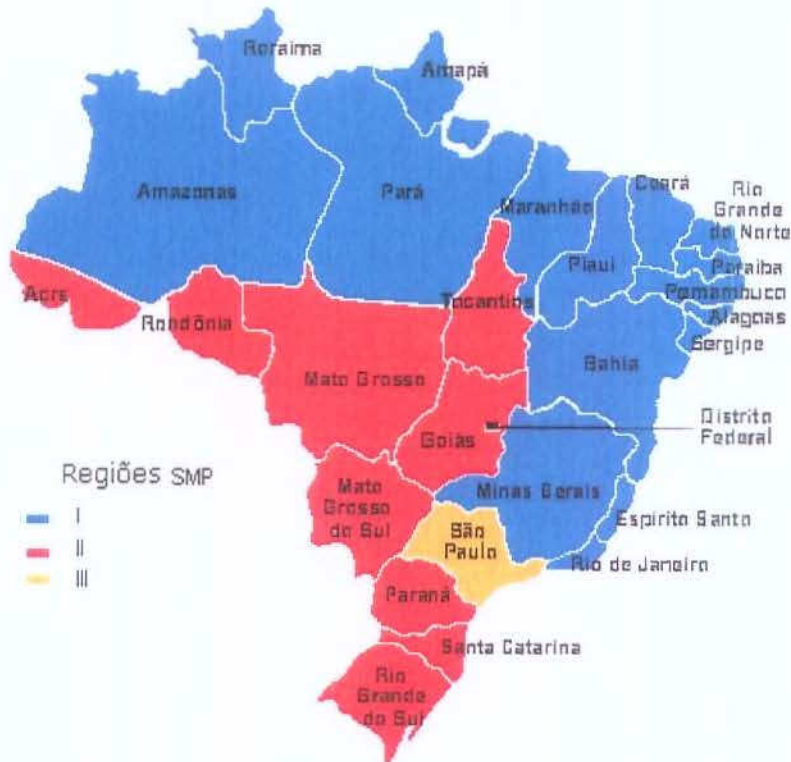 Roraima
Amapá
Amazonas
Pará
Maranhão
Ceará
Rio
Grande
do Norte
Piaui
Paraiba
Pernambuco
Alagoas
Sergipe
Acre
Rondônia
Tocantins
Bahia
Mato Grosso
Goiás
Distrito
Federal
Mato
Grosso
do Sul
Minas Gerais
Espírito Santo
São
Paulo
Rio de Janeiro
Paraná
Santa Catarina
Rio
Grande
do Sul
Regiões SMP
I
II
III